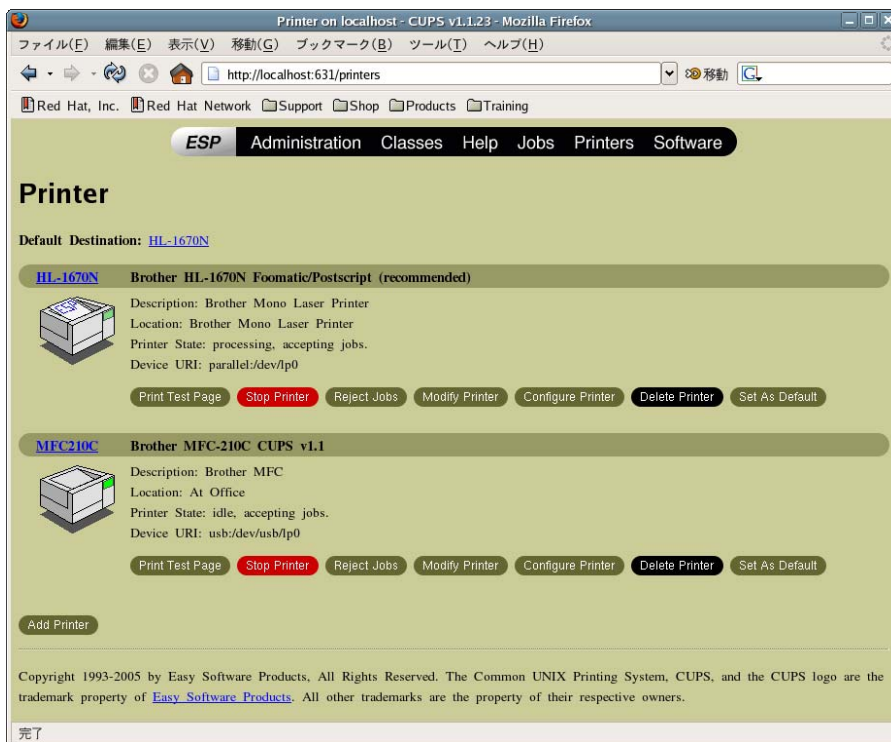 Printer on localhost - CUPS v1.1.23 - Mozilla Firefox
ファイル(F) 編集(E) 表示(V) 移動(G) ブックマーク(B) ツール(T) ヘルプ(H)
http://localhost:631/printers 移動 G
Red Hat, Inc. Red Hat Network Support Shop Products Training
ESP Administration Classes Help Jobs Printers Software
Printer
Default Destination: HL-1670N
HL-1670N Brother HL-1670N Foomatic/Postscript (recommended)
ESP
Description: Brother Mono Laser Printer
Location: Brother Mono Laser Printer
Printer State: processing, accepting jobs.
Device URI: parallel:/dev/lp0
Print Test Page Stop Printer Reject Jobs Modify Printer Configure Printer Delete Printer Set As Default
MFC210C Brother MFC-210C CUPS v1.1
Description: Brother MFC
Location: At Office
Printer State: idle, accepting jobs.
Device URI: usb:/dev/usb/lp0
Print Test Page Stop Printer Reject Jobs Modify Printer Configure Printer Delete Printer Set As Default
Add Printer
Copyright 1993-2005 by Easy Software Products, All Rights Reserved. The Common UNIX Printing System, CUPS, and the CUPS logo are the
trademark property of Easy Software Products. All other trademarks are the property of their respective owners.
完了